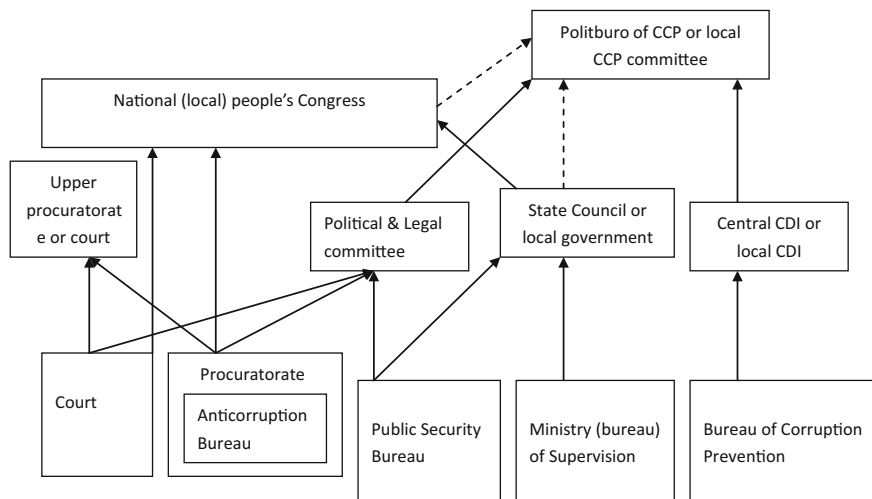 Politburo of CCP or local
CCP committee
National (local) people's Congress
Upper
procuratorat
e or court
Political & Legal
committee
State Council or
local government
Central CDI or
local CDI
Court
Procuratorate
Anticorruption
Bureau
Public Security
Bureau
Ministry (bureau)
of Supervision
Bureau of Corruption
Prevention